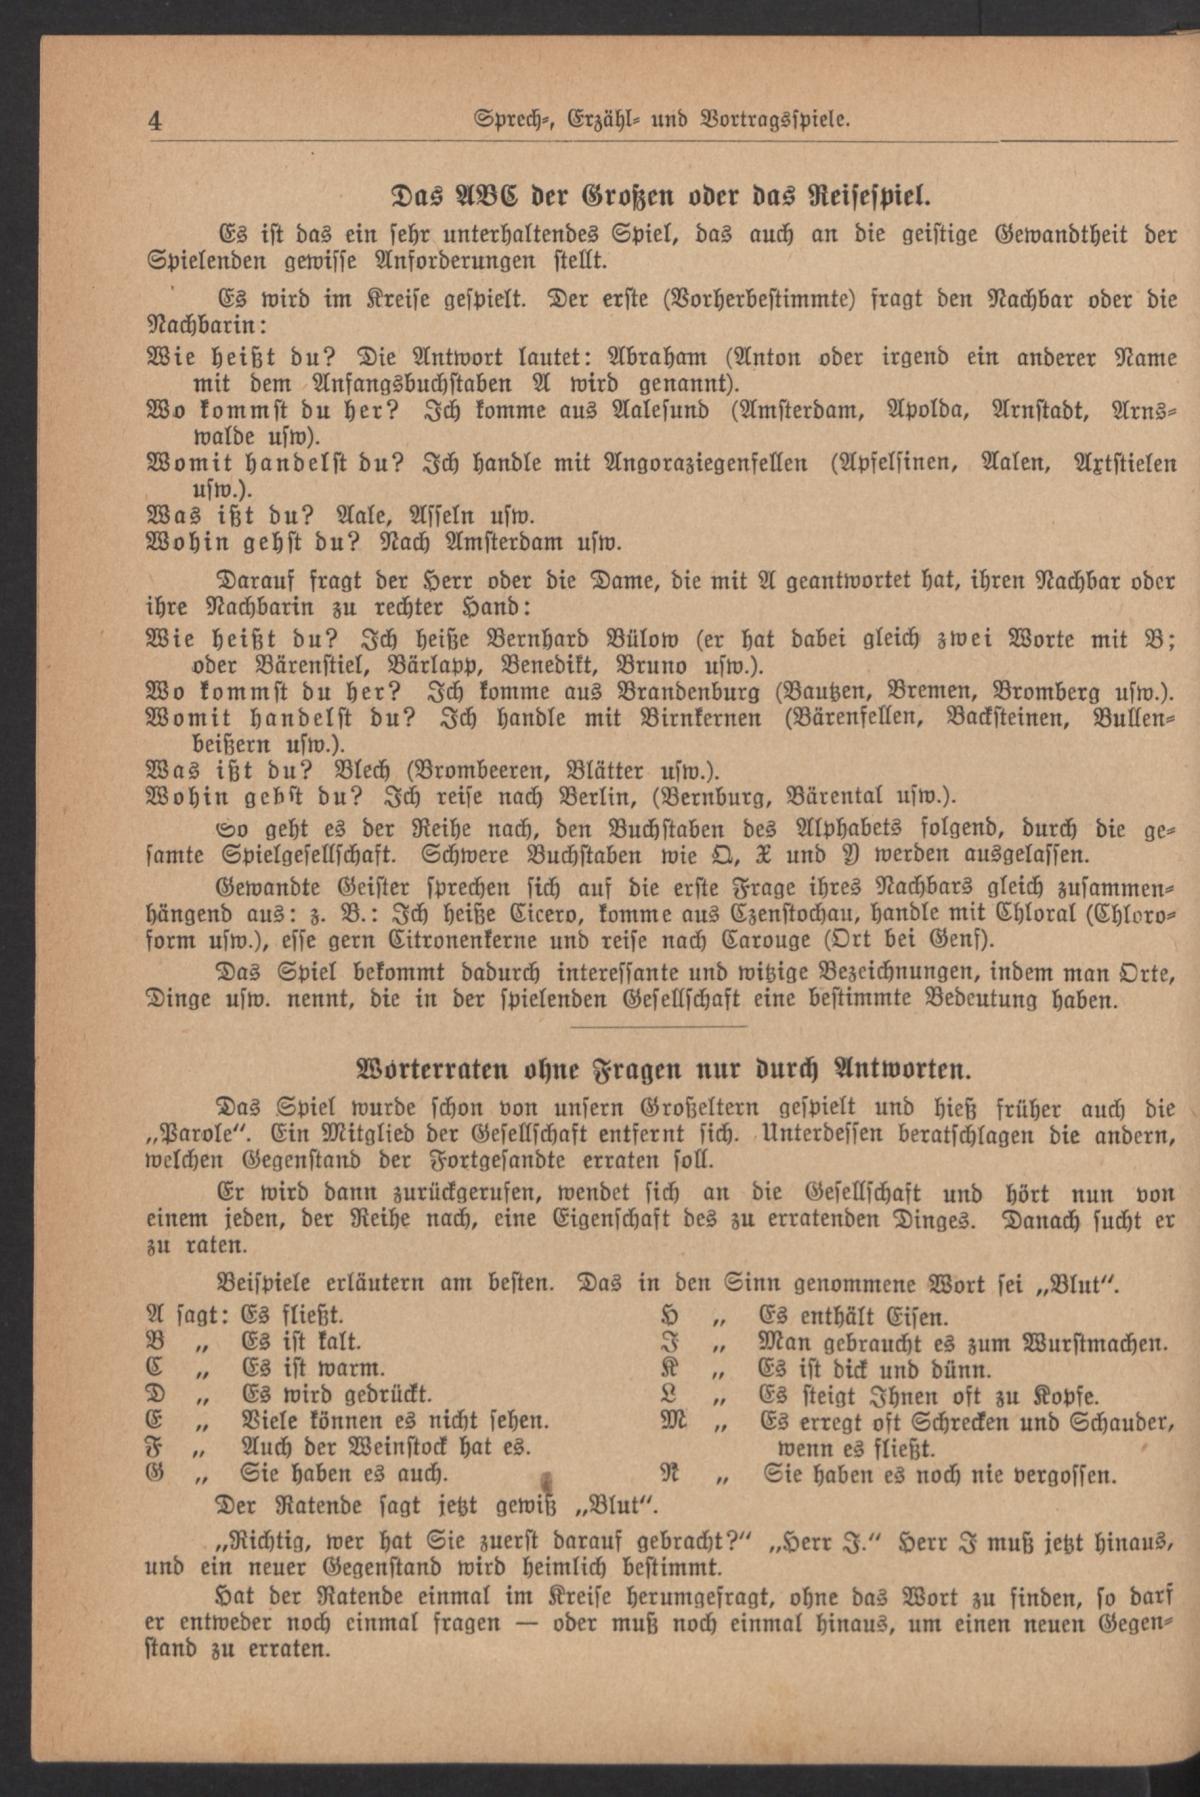 4 Sprech-, Erzähl- und Vortragsspiele.
Das ABC der Großen oder das Reisespiel.
Es ist das ein sehr unterhaltendes Spiel, das auch an die geistige Gewandtheit der
Spielenden gewisse Anforderungen stellt.
Es wird im Kreise gespielt. Der erste (Vorherbestimmte) fragt den Nachbar oder die
Nachbarin:
Wie heißt du? Die Antwort lautet: Abraham (Anton oder irgend ein anderer Name
mit dem Anfangsbuchstaben A wird genannt).
Wo kommst du her? Ich komme aus Aalesund (Amsterdam, Apolda, Arnstadt, Arns-
walde usw).
Womit handelst du? Ich handle mit Angoraziegenfellen (Apfelsinen, Aalen, Axtstielen
usw.).
Was ißt du? Aale, Asseln usw.
Wohin gehst du? Nach Amsterdam usw.
Darauf fragt der Herr oder die Dame, die mit A geantwortet hat, ihren Nachbar oder
ihre Nachbarin zu rechter Hand:
Wie heißt du? Ich heiße Bernhard Bülow (er hat dabei gleich zwei Worte mit B;
oder Bärenstiel, Bärlapp, Benedikt, Bruno usw.).
Wo kommst du her? Ich komme aus Brandenburg (Bautzen, Bremen, Bromberg usw.).
Womit handelst du? Ich handle mit Birnkernen (Bärenfellen, Backsteinen, Bullen-
beißern usw.).
Was ißt du? Blech (Brombeeren, Blätter usw.).
Wohin gehst du? Ich reise nach Berlin, (Bernburg, Bärental usw.).
So geht es der Reihe nach, den Buchstaben des Alphabets folgend, durch die ge-
samte Spielgesellschaft. Schwere Buchstaben wie Q, X und Y werden ausgelassen.
Gewandte Geister sprechen sich auf die erste Frage ihres Nachbars gleich zusammen-
hängend aus: z. B.: Ich heiße Cicero, komme aus Czenstochau, handle mit Chloral (Chloro-
form usw.), esse gern Citronenkerne und reise nach Carouge (Ort bei Genf).
Das Spiel bekommt dadurch interessante und witzige Bezeichnungen, indem man Orte,
Dinge usw. nennt, die in der spielenden Gesellschaft eine bestimmte Bedeutung haben.
Wörterraten ohne Fragen nur durch Antworten.
Das Spiel wurde schon von unsern Großeltern gespielt und hieß früher auch die
„Parole“. Ein Mitglied der Gesellschaft entfernt sich. Unterdessen beratschlagen die andern,
welchen Gegenstand der Fortgesandte erraten soll.
Er wird dann zurückgerufen, wendet sich an die Gesellschaft und hört nun von
einem jeden, der Reihe nach, eine Eigenschaft des zu erratenden Dinges. Danach sucht er
zu raten.
Beispiele erläutern am besten. Das in den Sinn genommene Wort sei „Blut“.
A sagt: Es fließt.
B „ Es ist kalt.
C „ Es ist warm.
D „ Es wird gedrückt.
E „ Viele können es nicht sehen.
F „ Auch der Weinstock hat es.
G „ Sie haben es auch.
H „ Es enthält Eisen.
J „ Man gebraucht es zum Wurstmachen.
K „ Es ist dick und dünn.
L „ Es steigt Ihnen oft zu Kopfe.
M „ Es erregt oft Schrecken und Schauder,
wenn es fließt.
N „ Sie haben es noch nie vergossen.
Der Ratende sagt jetzt gewiß „Blut“.
„Richtig, wer hat Sie zuerst darauf gebracht?“ „Herr J.“ Herr J muß jetzt hinaus,
und ein neuer Gegenstand wird heimlich bestimmt.
Hat der Ratende einmal im Kreise herumgefragt, ohne das Wort zu finden, so darf
er entweder noch einmal fragen — oder muß noch einmal hinaus, um einen neuen Gegen-
stand zu erraten.